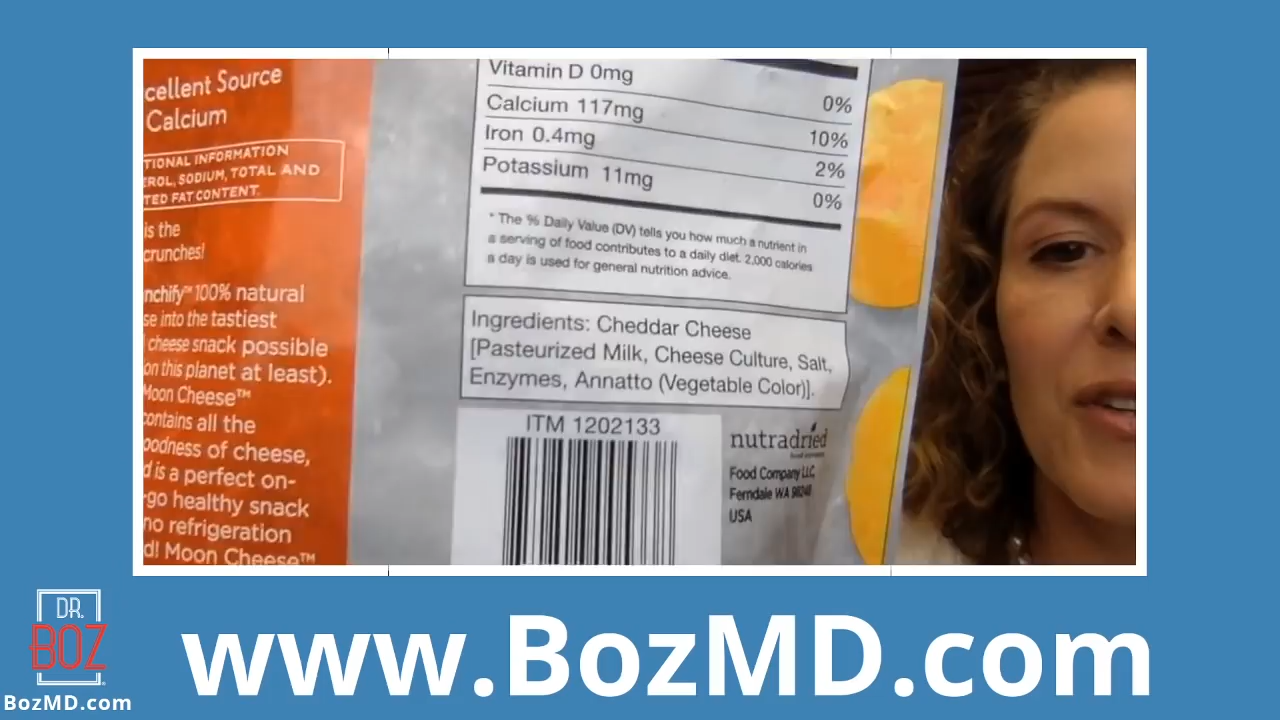 cellent Source
Calcium
TIONAL INFORMATION
ROL, SODIUM, TOTAL AND
TED FAT CONTENT.
is the
crunches!
nchify™ 100% natural
se into the tastiest
cheese snack possible
on this planet at least).
Moon Cheese™
contains all the
oodness of cheese,
d is a perfect on-
-go healthy snack
no refrigeration
d! Moon Cheese™
Vitamin D 0mg 0%
Calcium 117mg 10%
Iron 0.4mg 2%
Potassium 11mg 0%
* The % Daily Value (DV) tells you how much a nutrient in
a serving of food contributes to a daily diet. 2,000 calories
a day is used for general nutrition advice.
Ingredients: Cheddar Cheese
[Pasteurized Milk, Cheese Culture, Salt,
Enzymes, Annatto (Vegetable Color)].
ITM 1202133
nutradried
Food Company LLC,
Ferndale WA 98248
USA
DR.
BOZ
BozMD.com
www.BozMD.com